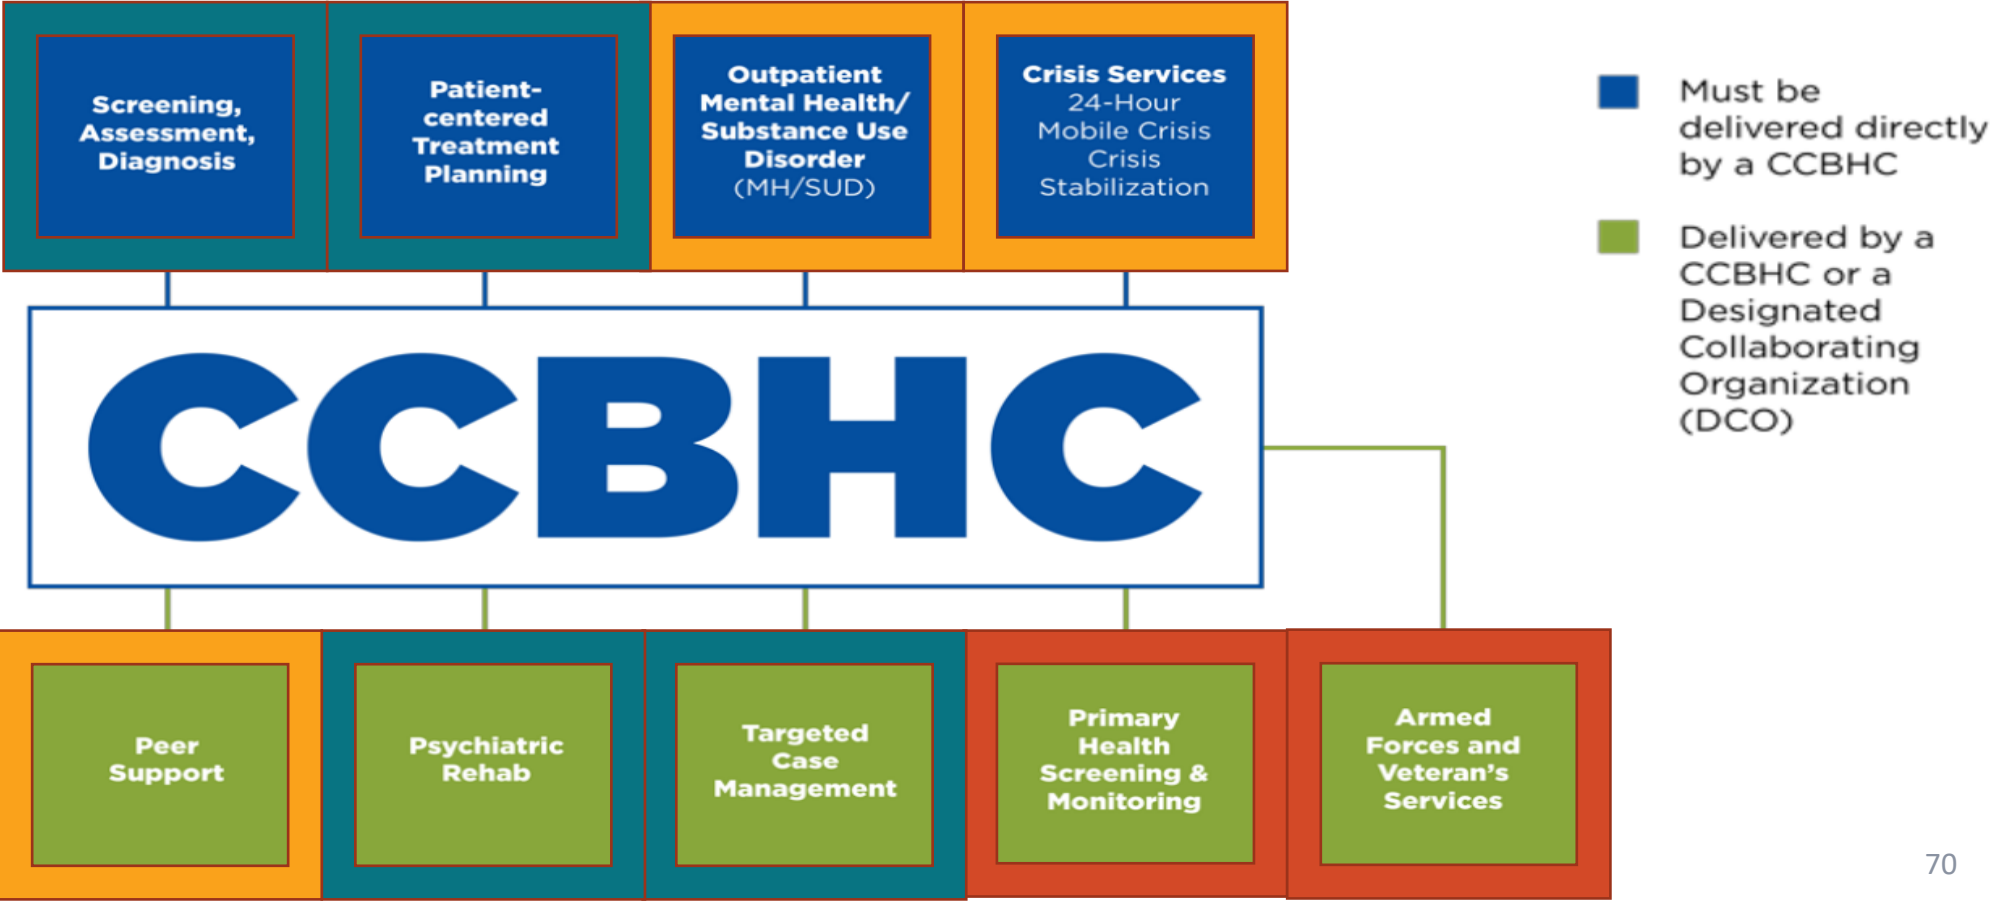 Screening,
Assessment,
Diagnosis
Patient-
centered
Treatment
Planning
Outpatient
Mental Health/
Substance Use
Disorder
(MH/SUD)
Crisis Services
24-Hour
Mobile Crisis
Crisis
Stabilization
Must be
delivered directly
by a CCBHC
Delivered by a
CCBHC or a
Designated
Collaborating
Organization
(DCO)
CCBHC
Peer
Support
Psychiatric
Rehab
Targeted
Case
Management
Primary
Health
Screening &
Monitoring
Armed
Forces and
Veteran’s
Services
70